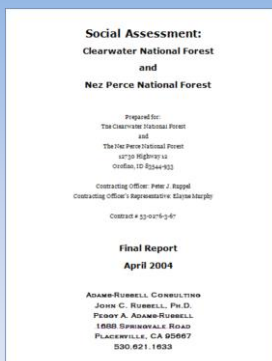 Social Assessment:
Clearwater National Forest
and
Nez Perce National Forest
Prepared for:
The Clearwater National Forest
and
The Nez Perce National Forest
12730 Highway 12
Orofino, ID 83544-933
Contracting Officer: Peter J. Ruppel
Contracting Officer's Representative: Elayne Murphy
Contract # 53-0276-3-67
Final Report
April 2004
Adams-Russell Consulting
John C. Russell, Ph.D.
Peggy A. Adams-Russell
1688 Springvale Road
Placerville, CA 95667
530.621.1633